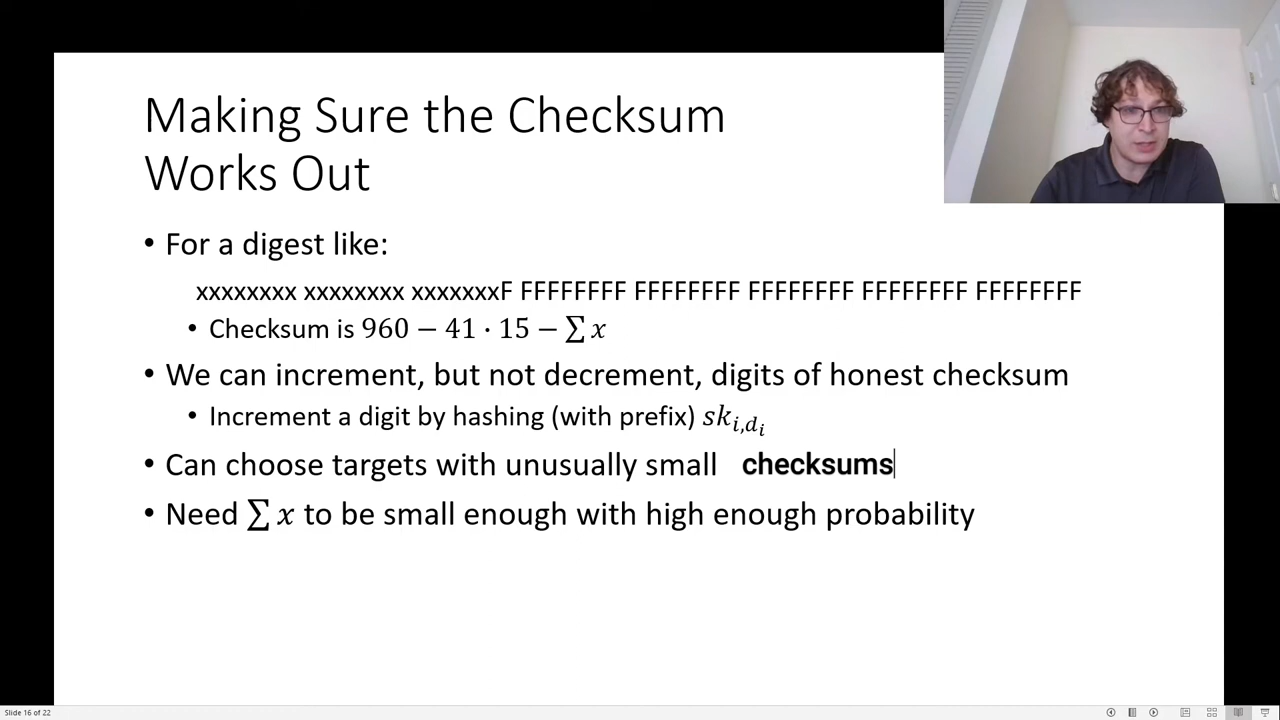 Making Sure the Checksum
Works Out
• For a digest like:
xxxxxxxx xxxxxxxx xxxxxxxF FFFFFFFF FFFFFFFF FFFFFFFF FFFFFFFF FFFFFFFF
• Checksum is 960 − 41 · 15 − ∑ x
• We can increment, but not decrement, digits of honest checksum
• Increment a digit by hashing (with prefix) sk_{i,d_i}
• Can choose targets with unusually small checksums
• Need ∑ x to be small enough with high enough probability
Slide 16 of 22